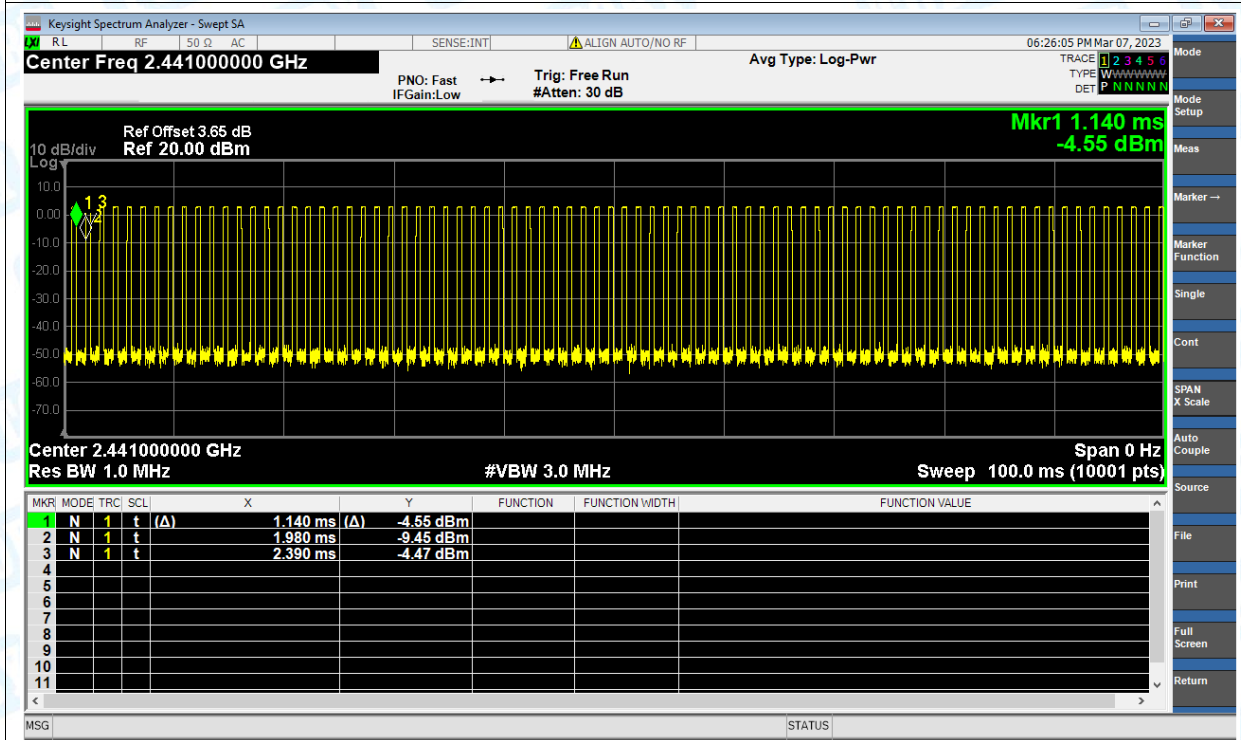 Keysight Spectrum Analyzer - Swept SA
LXI RL RF 50 Ω AC SENSE:INT ALIGN AUTO/NO RF 06:26:05 PM Mar 07, 2023
Center Freq 2.441000000 GHz
PNO: Fast
IFGain:Low
Trig: Free Run
#Atten: 30 dB
Avg Type: Log-Pwr
TRACE 1 2 3 4 5 6
TYPE WWWWWW
DET P N N N N N
Mkr1 1.140 ms
-4.55 dBm
Ref Offset 3.65 dB
10 dB/div Ref 20.00 dBm
Log
10.0
0.00
-10.0
-20.0
-30.0
-40.0
-50.0
-60.0
-70.0
1 3
2
Center 2.441000000 GHz Span 0 Hz
Res BW 1.0 MHz #VBW 3.0 MHz Sweep 100.0 ms (10001 pts)
MKR MODE TRC SCL X Y FUNCTION FUNCTION WIDTH FUNCTION VALUE
1 N 1 t (Δ) 1.140 ms (Δ) -4.55 dBm
2 N 1 t 1.980 ms -9.45 dBm
3 N 1 t 2.390 ms -4.47 dBm
4
5
6
7
8
9
10
11
MSG STATUS
Mode
Mode
Setup
Meas
Marker →
Marker
Function
Single
Cont
SPAN
X Scale
Auto
Couple
Source
File
Print
Full
Screen
Return